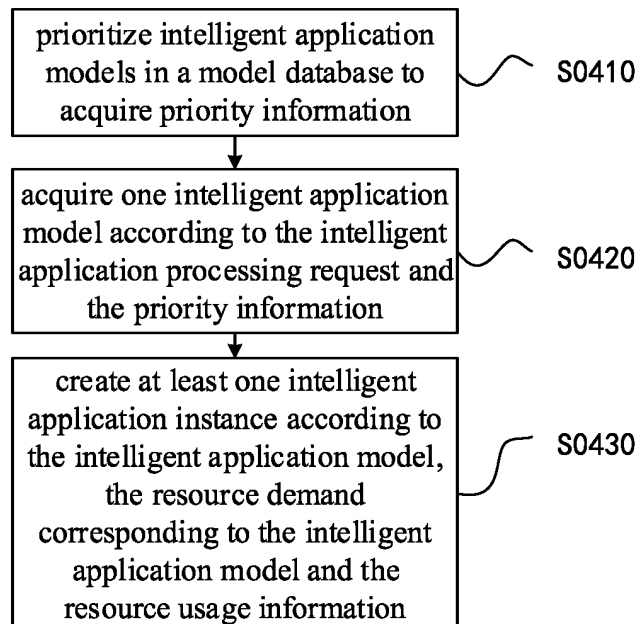 prioritize intelligent application
models in a model database to
acquire priority information
S0410
acquire one intelligent application
model according to the intelligent
application processing request and
the priority information
S0420
create at least one intelligent
application instance according to
the intelligent application model,
the resource demand
corresponding to the intelligent
application model and the
resource usage information
S0430